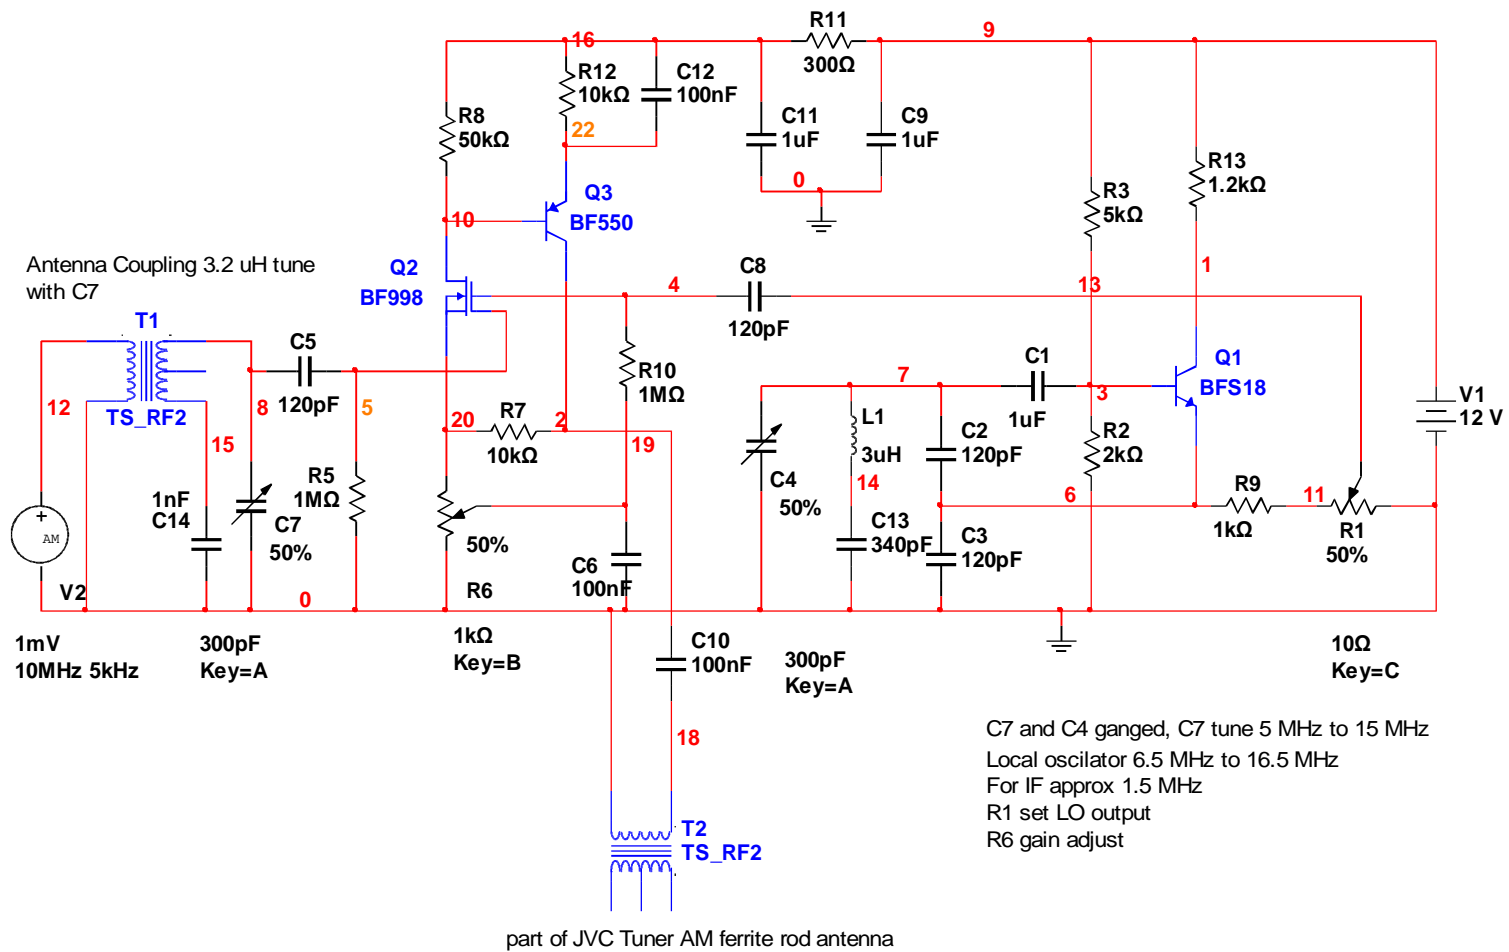 R11
300Ω
9
16
R12
10kΩ
C12
100nF
R8
50kΩ
22
C11
1uF
C9
1uF
0
R13
1.2kΩ
R3
5kΩ
Q3
BF550
10
Antenna Coupling 3.2 uH tune
with C7
Q2
BF998
4
C8
120pF
13
1
T1
TS_RF2
C5
120pF
12
8
5
15
R10
1MΩ
7
C1
1uF
3
Q1
BFS18
V1
12 V
20
R7
10kΩ
2
19
L1
3uH
14
C2
120pF
R2
2kΩ
C4
50%
6
R9
1kΩ
11
R1
50%
1nF
C14
C7
50%
R5
1MΩ
50%
C6
100nF
C13
340pF
C3
120pF
AM
V2
0
R6
1mV
10MHz 5kHz
300pF
Key=A
1kΩ
Key=B
C10
100nF
300pF
Key=A
10Ω
Key=C
18
C7 and C4 ganged, C7 tune 5 MHz to 15 MHz
Local oscilator 6.5 MHz to 16.5 MHz
For IF approx 1.5 MHz
R1 set LO output
R6 gain adjust
T2
TS_RF2
part of JVC Tuner AM ferrite rod antenna